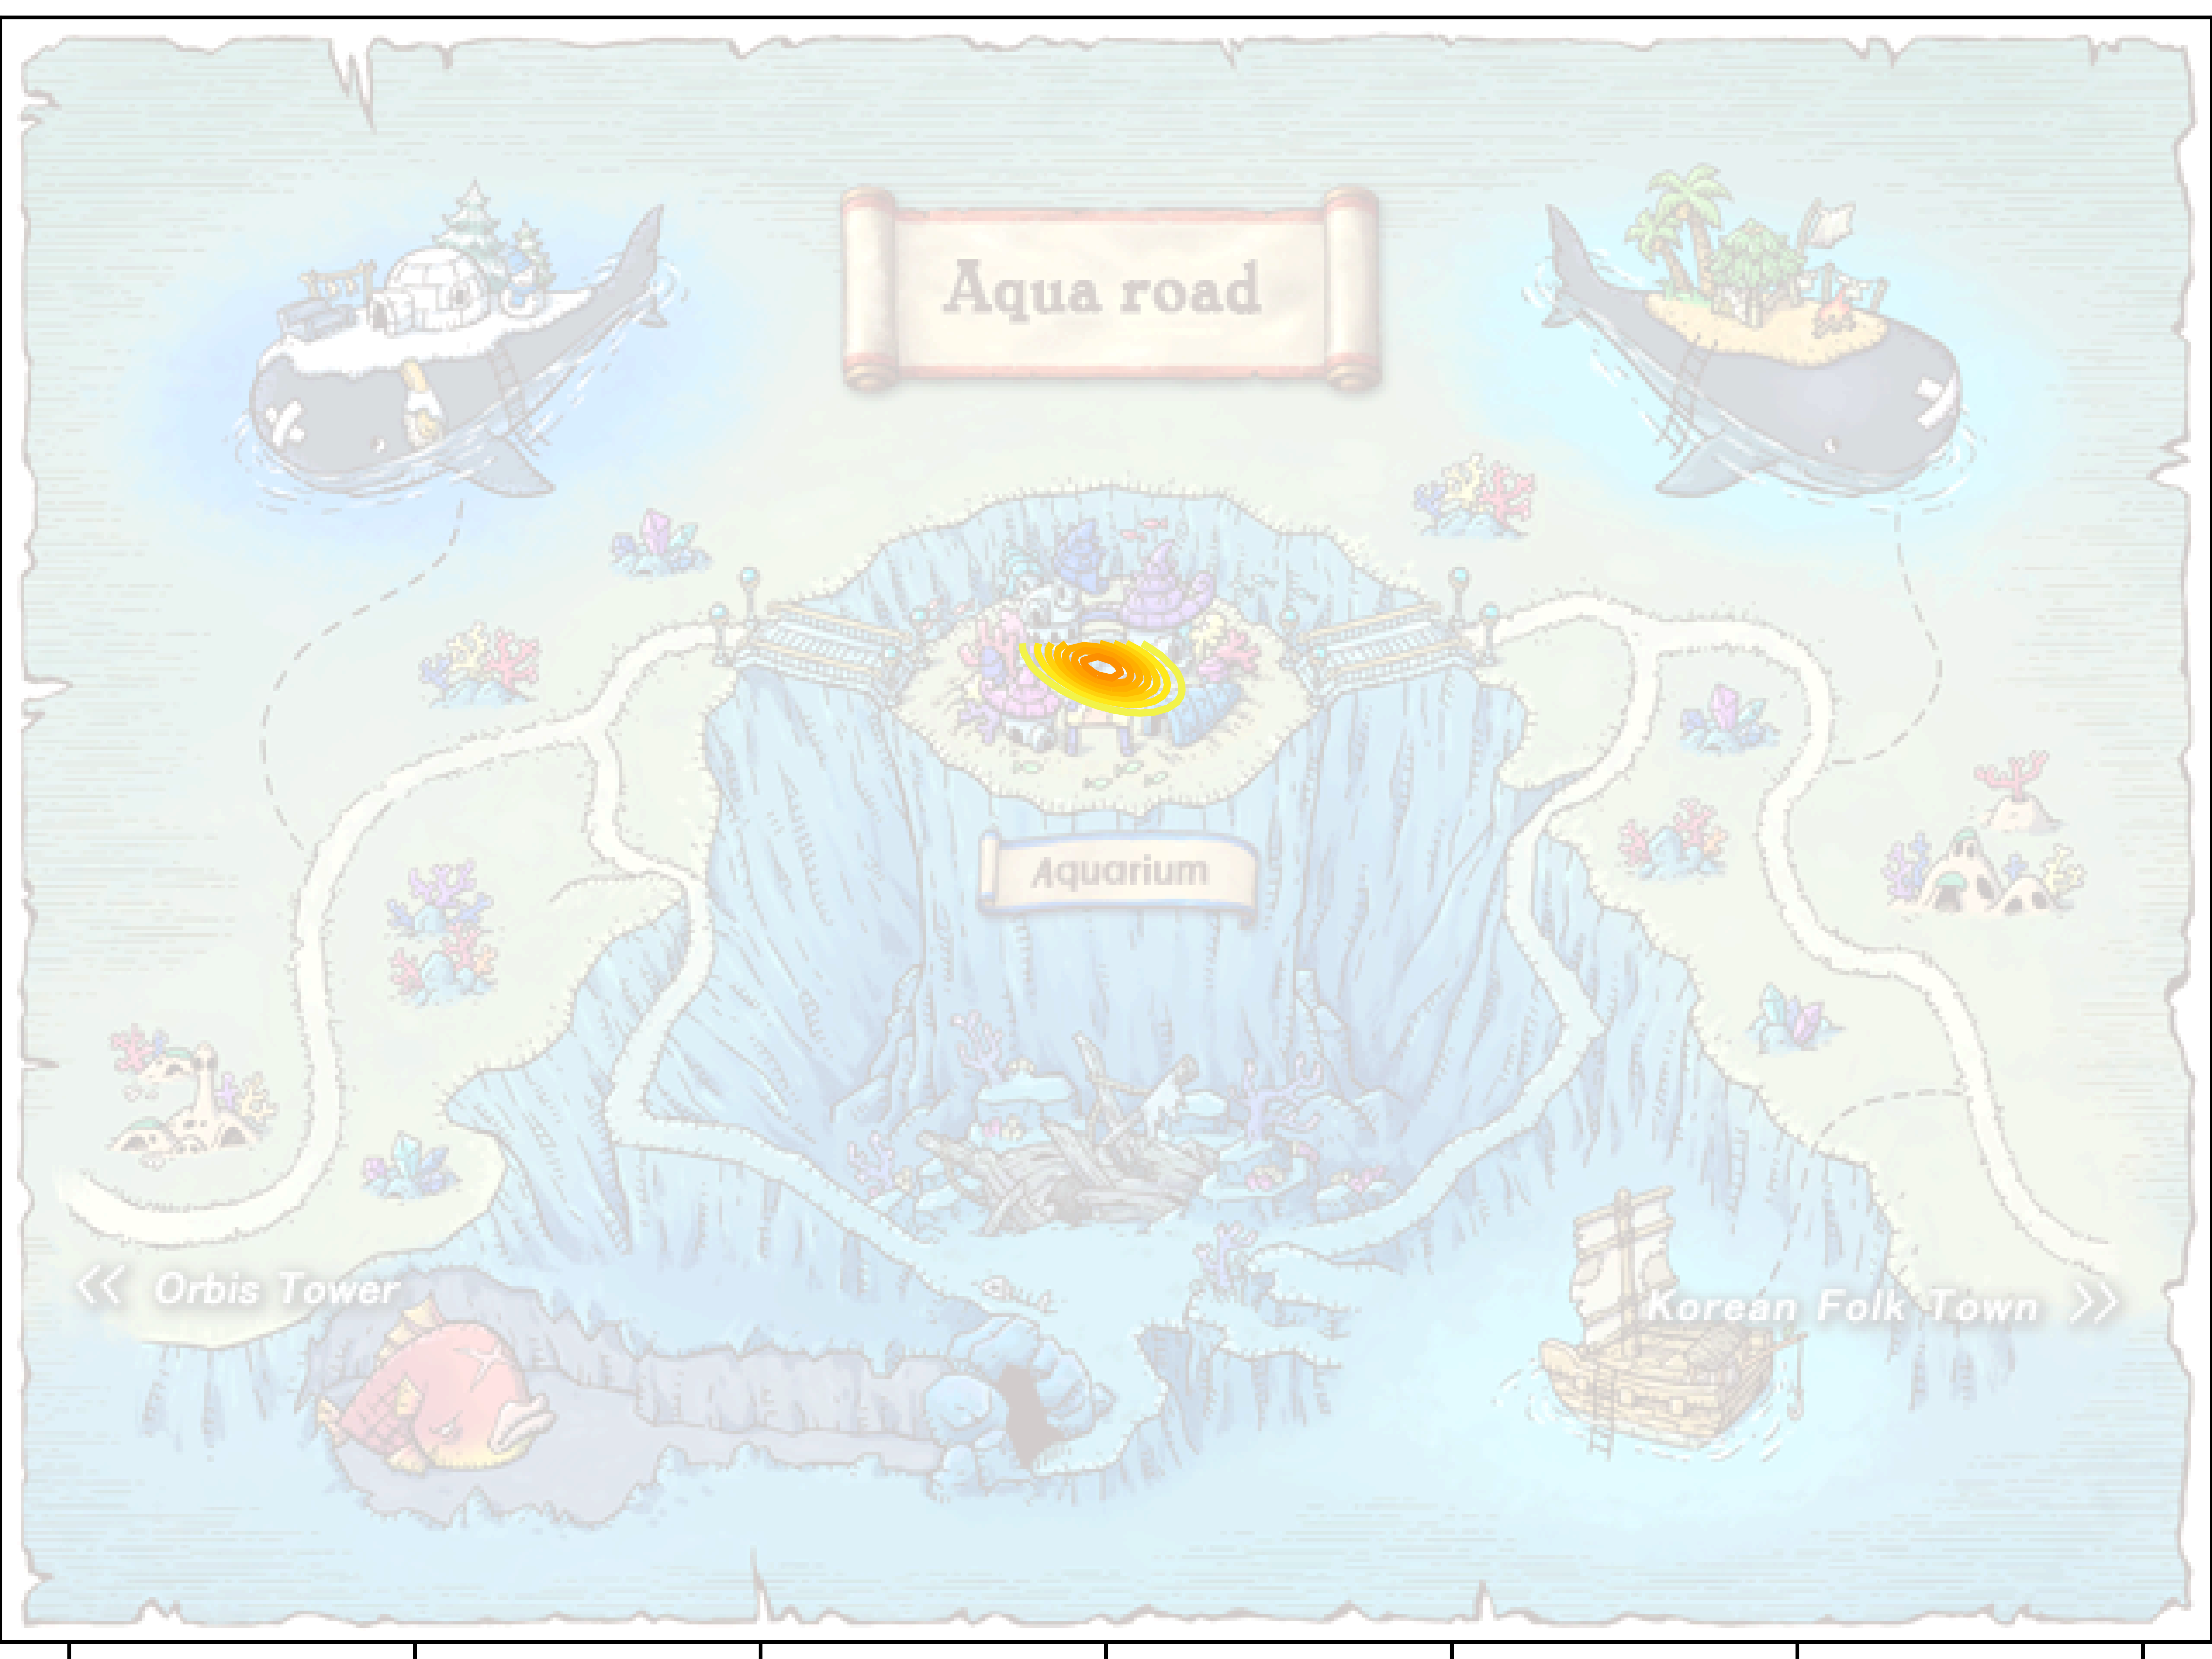 Aqua road
Aquarium
<< Orbis Tower
Korean Folk Town >>